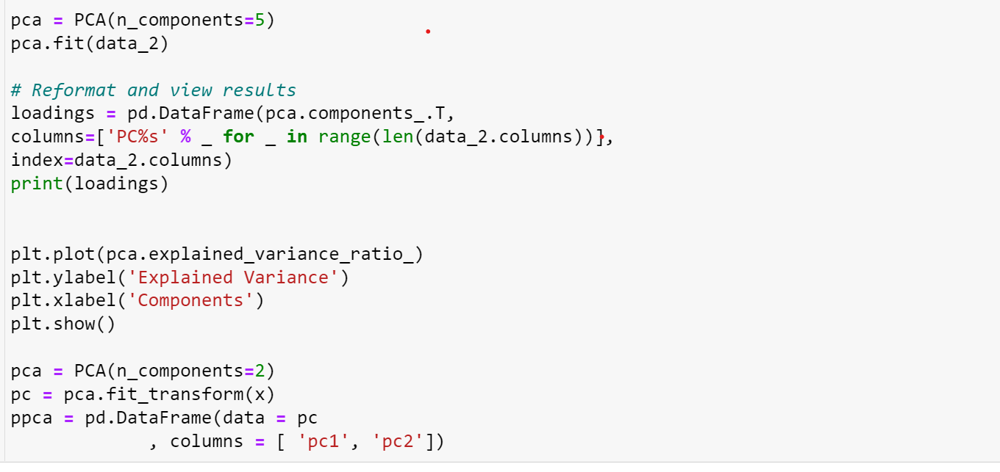 pca = PCA(n_components=5)
pca.fit(data_2)
# Reformat and view results
loadings = pd.DataFrame(pca.components_.T,
columns=['PC%s' % _ for _ in range(len(data_2.columns))],
index=data_2.columns)
print(loadings)
plt.plot(pca.explained_variance_ratio_)
plt.ylabel('Explained Variance')
plt.xlabel('Components')
plt.show()
pca = PCA(n_components=2)
pc = pca.fit_transform(x)
ppca = pd.DataFrame(data = pc
, columns = [ 'pc1', 'pc2'])